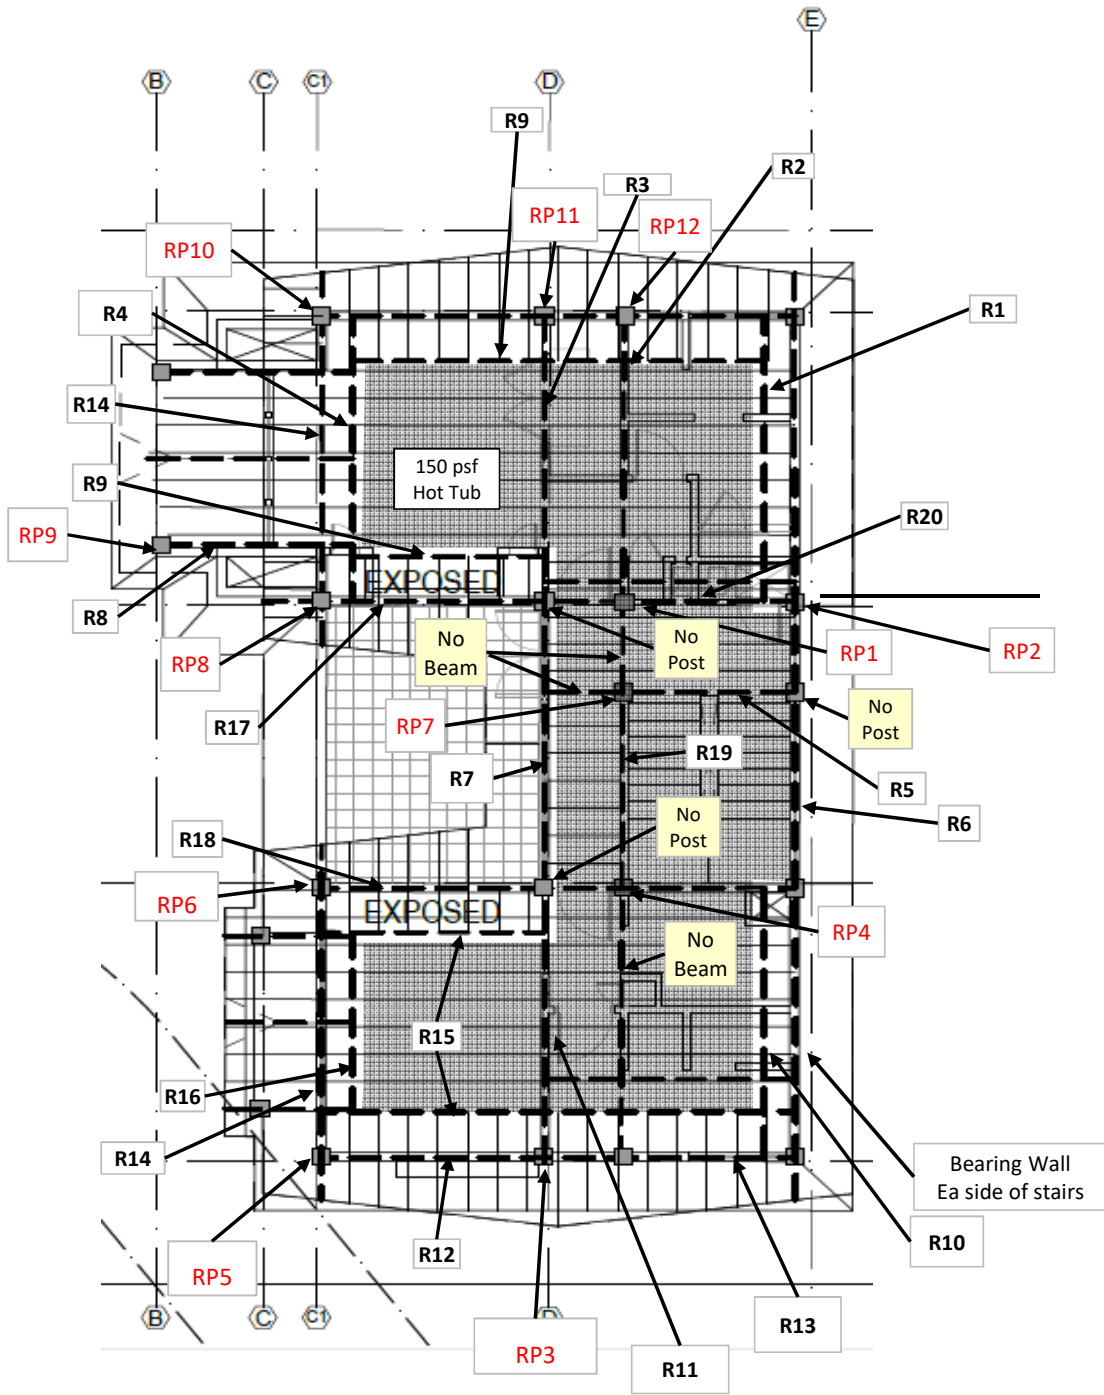 E
B
C
C1
D
R9
R2
R3
RP11
RP12
RP10
R4
R1
R14
150 psf
Hot Tub
R9
R20
RP9
EXPOSED
R8
No
Beam
No
Post
RP8
RP1
RP2
R17
RP7
No
Post
R19
R7
R5
No
Post
R6
R18
RP6
EXPOSED
RP4
No
Beam
R15
R16
R14
Bearing Wall
Ea side of stairs
R12
R10
RP5
B
C
C1
D
R13
RP3
R11